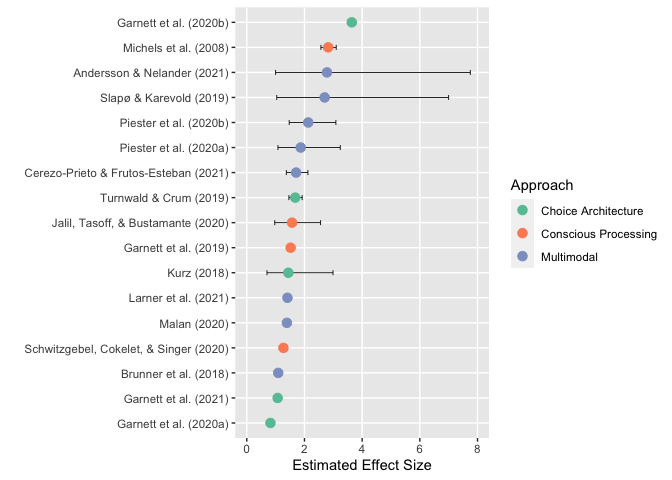 Garnett et al. (2020b)
Michels et al. (2008)
Andersson & Nelander (2021)
Slapø & Karevold (2019)
Piester et al. (2020b)
Piester et al. (2020a)
Cerezo-Prieto & Frutos-Esteban (2021)
Turnwald & Crum (2019)
Jalil, Tasoff, & Bustamante (2020)
Garnett et al. (2019)
Kurz (2018)
Larner et al. (2021)
Malan (2020)
Schwitzgebel, Cokelet, & Singer (2020)
Brunner et al. (2018)
Garnett et al. (2021)
Garnett et al. (2020a)
0 2 4 6 8
Estimated Effect Size
Approach
Choice Architecture
Conscious Processing
Multimodal